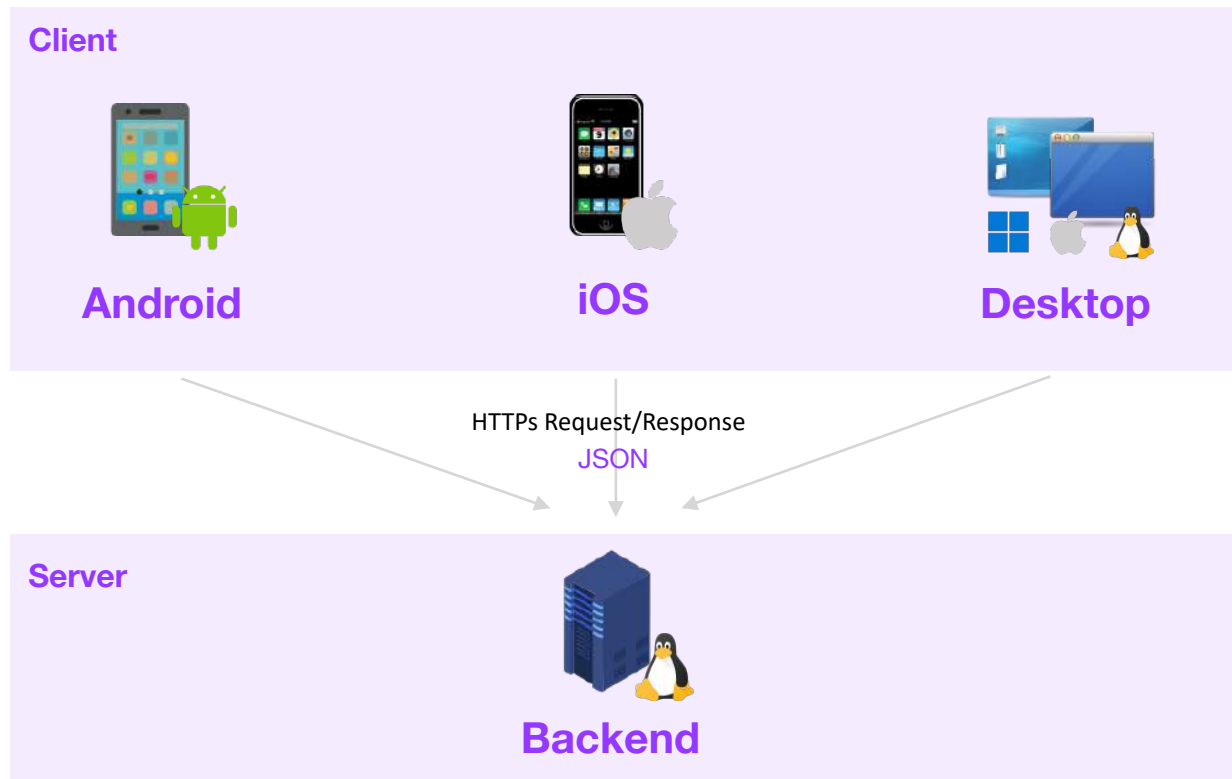 Client
Android
iOS
Desktop
HTTPs Request/Response
JSON
Server
Backend